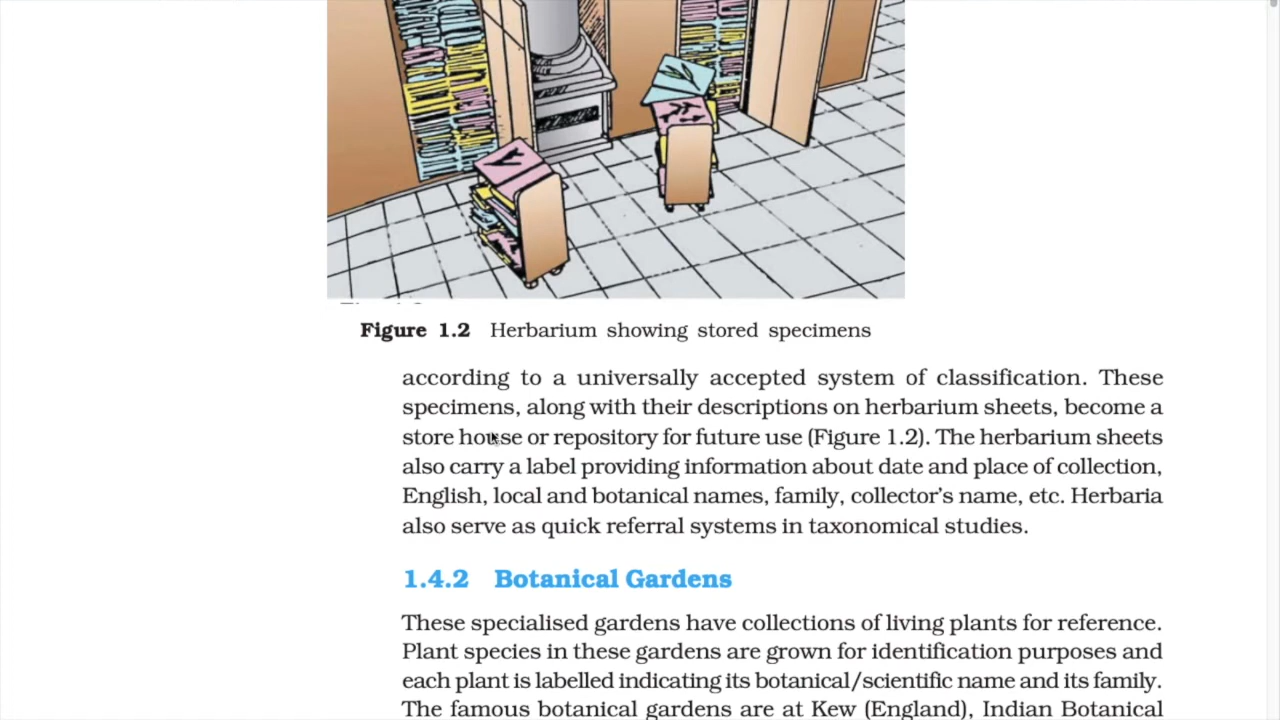 Figure 1.2 Herbarium showing stored specimens
according to a universally accepted system of classification. These
specimens, along with their descriptions on herbarium sheets, become a
store house or repository for future use (Figure 1.2). The herbarium sheets
also carry a label providing information about date and place of collection,
English, local and botanical names, family, collector's name, etc. Herbaria
also serve as quick referral systems in taxonomical studies.
1.4.2 Botanical Gardens
These specialised gardens have collections of living plants for reference.
Plant species in these gardens are grown for identification purposes and
each plant is labelled indicating its botanical/scientific name and its family.
The famous botanical gardens are at Kew (England), Indian Botanical